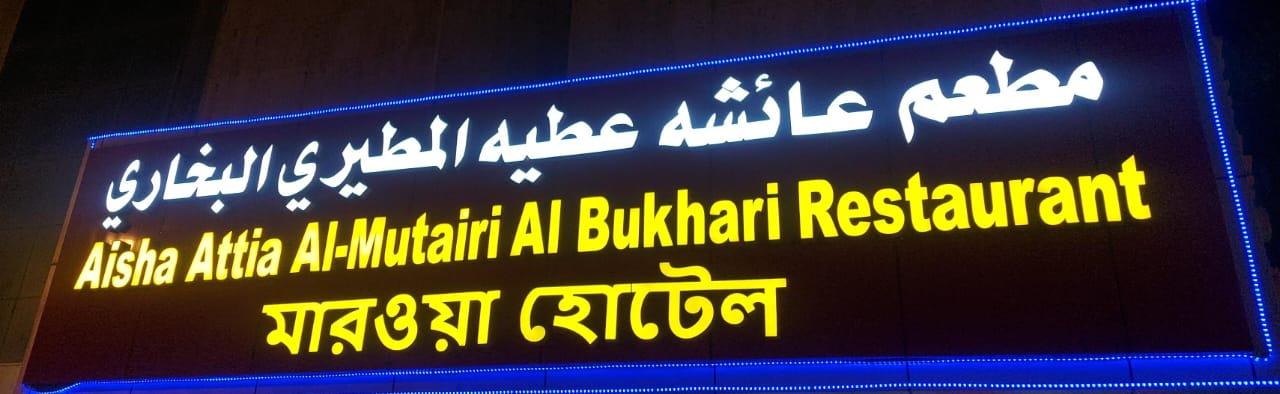 مطعم عائشه عطيه المطيري البخاري
Aisha Attia Al-Mutairi Al Bukhari Restaurant
মারওয়া হোটেল